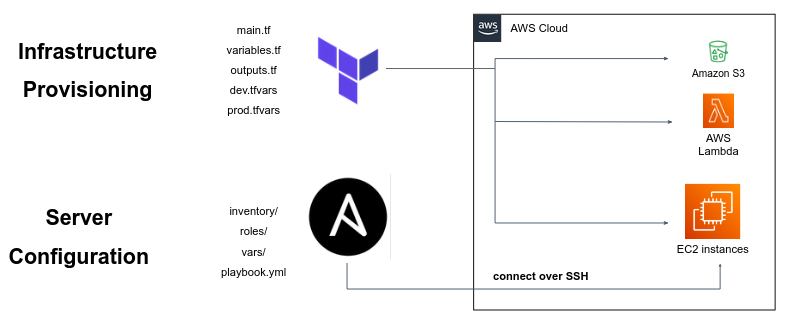 Infrastructure
Provisioning
main.tf
variables.tf
outputs.tf
dev.tfvars
prod.tfvars
aws
AWS Cloud
Amazon S3
AWS
Lambda
EC2 instances
Server
Configuration
inventory/
roles/
vars/
playbook.yml
connect over SSH